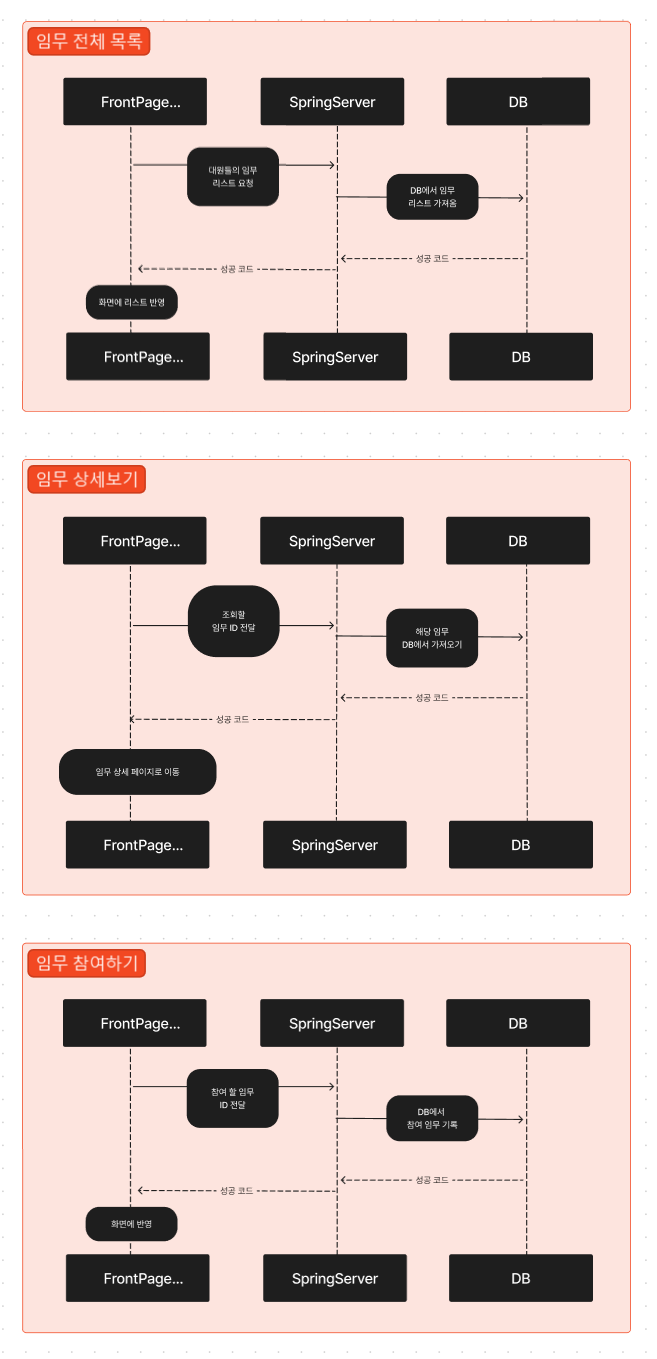 임무 전체 목록
FrontPage...
SpringServer
DB
대원들의 임무
리스트 요청
DB에서 임무
리스트 가져옴
성공 코드
성공 코드
화면에 리스트 반영
FrontPage...
SpringServer
DB
임무 상세보기
FrontPage...
SpringServer
DB
조회할
임무 ID 전달
해당 임무
DB에서 가져오기
성공 코드
성공 코드
임무 상세 페이지로 이동
FrontPage...
SpringServer
DB
임무 참여하기
FrontPage...
SpringServer
DB
참여 할 임무
ID 전달
DB에서
참여 임무 기록
성공 코드
성공 코드
화면에 반영
FrontPage...
SpringServer
DB